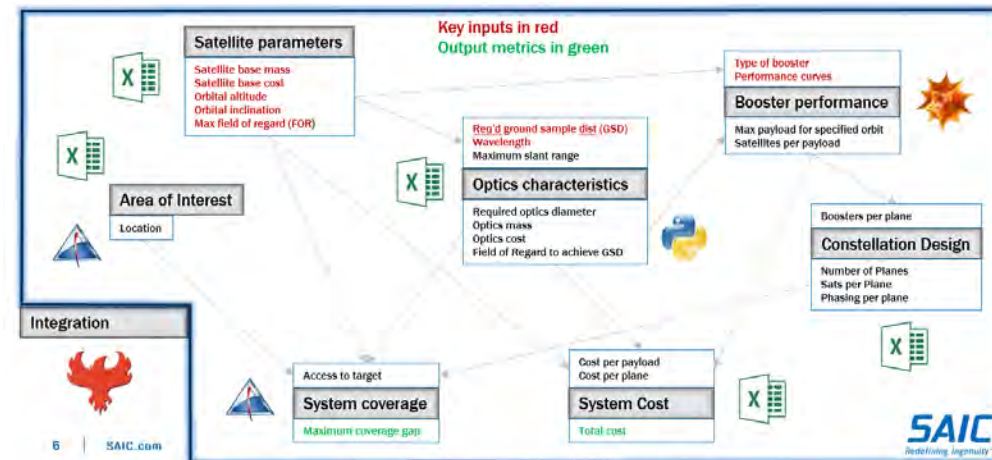 Key inputs in red
Output metrics in green
Satellite parameters
Satellite base mass
Satellite base cost
Orbital altitude
Orbital inclination
Max field of regard (FOR)
Type of booster
Performance curves
Booster performance
Max payload for specified orbit
Satellites per payload
Req'd ground sample dist (GSD)
Wavelength
Maximum slant range
Optics characteristics
Required optics diameter
Optics mass
Optics cost
Field of Regard to achieve GSD
Area of Interest
Location
Boosters per plane
Constellation Design
Number of Planes
Sats per Plane
Phasing per plane
Integration
Access to target
System coverage
Maximum coverage gap
Cost per payload
Cost per plane
System Cost
Total cost
X
X
X
X
X
6 | SAIC.com
SAIC
Redefining Ingenuity